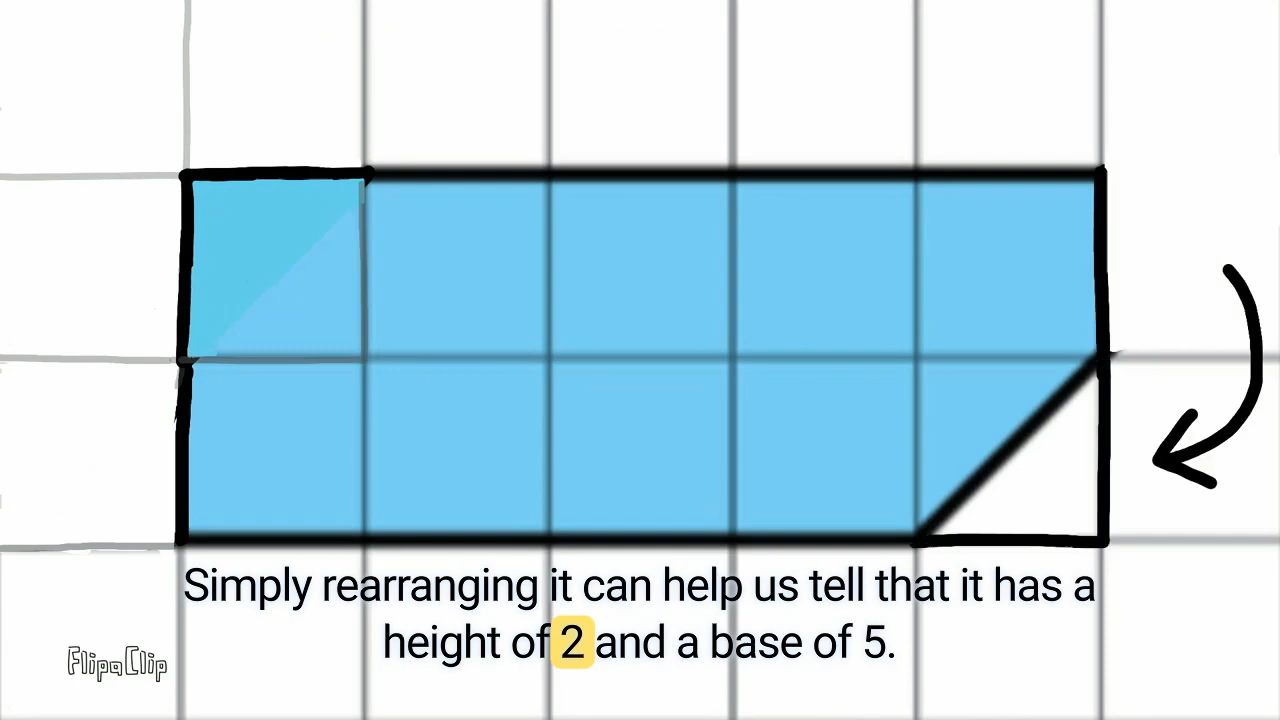 Simply rearranging it can help us tell that it has a
height of 2 and a base of 5.
FlipaClip